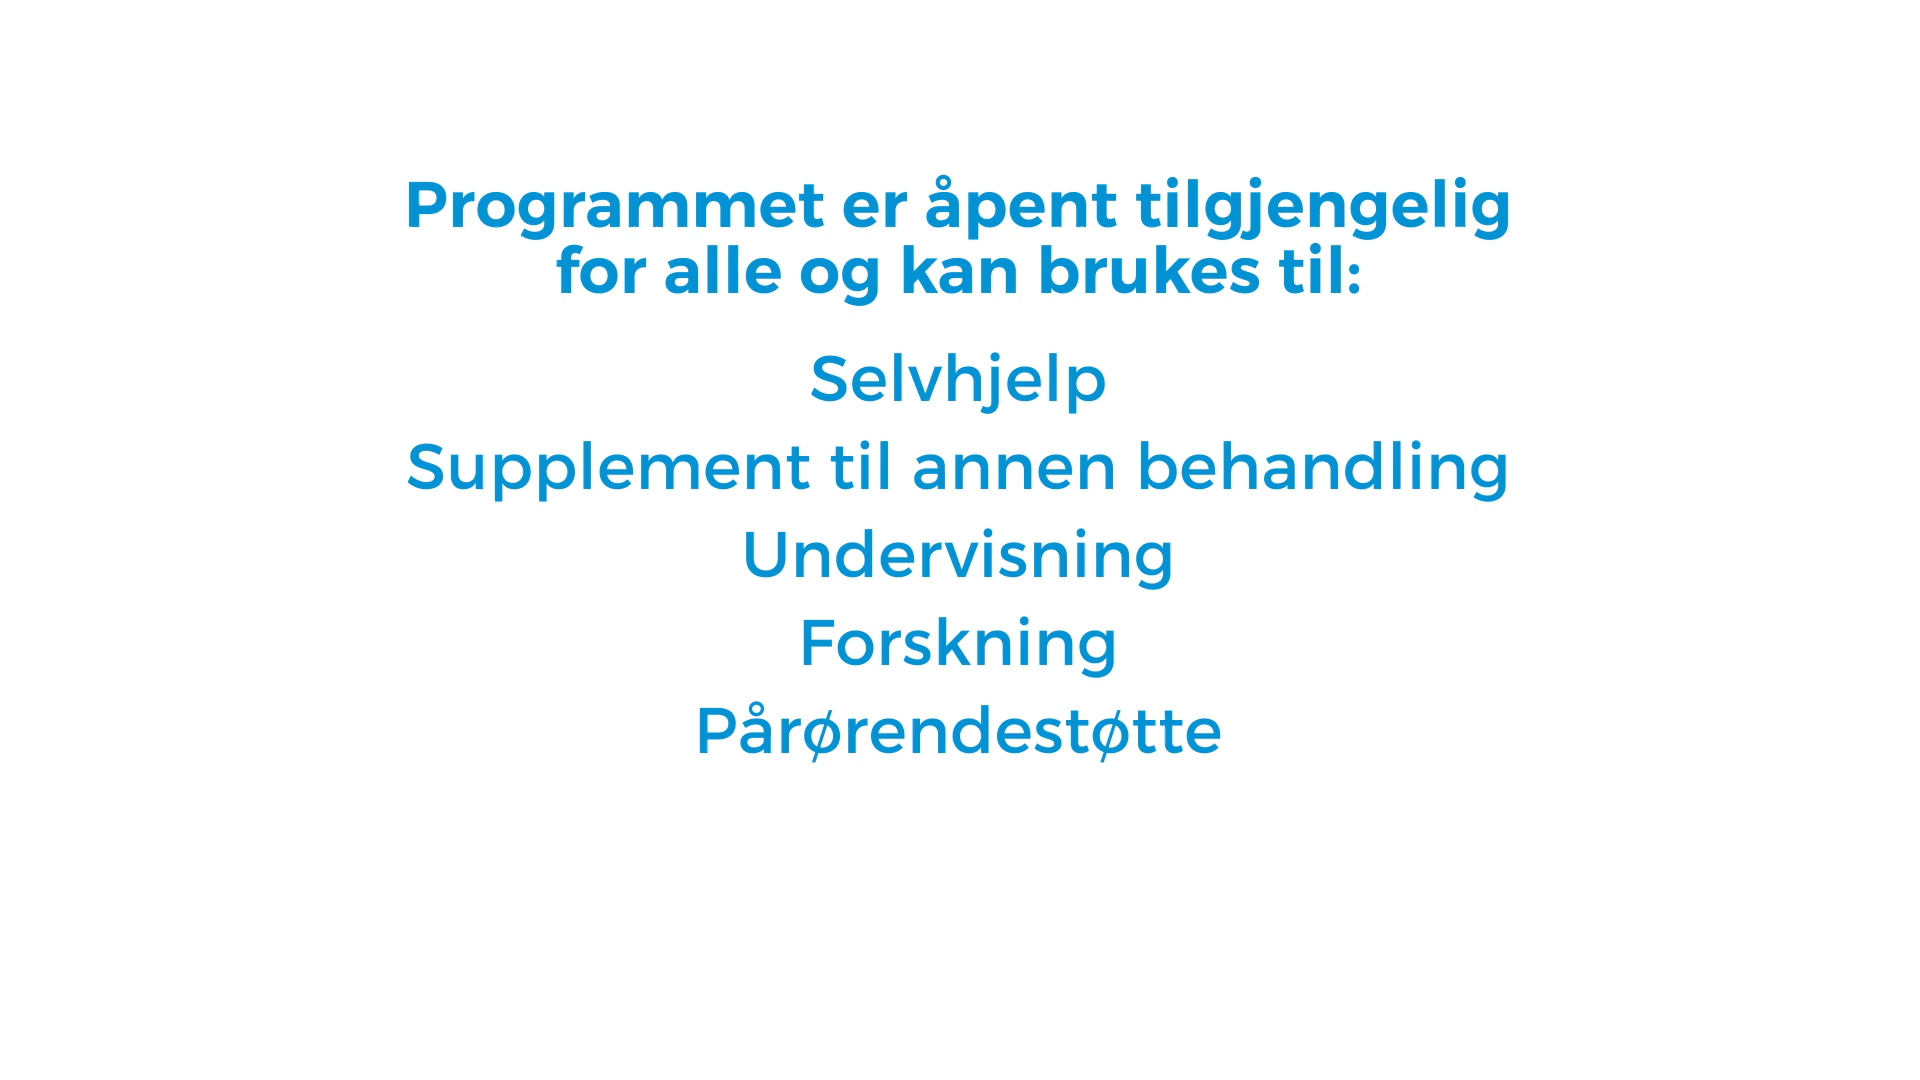 Programmet er åpent tilgjengelig
for alle og kan brukes til:
Selvhjelp
Supplement til annen behandling
Undervisning
Forskning
Pårørendestøtte